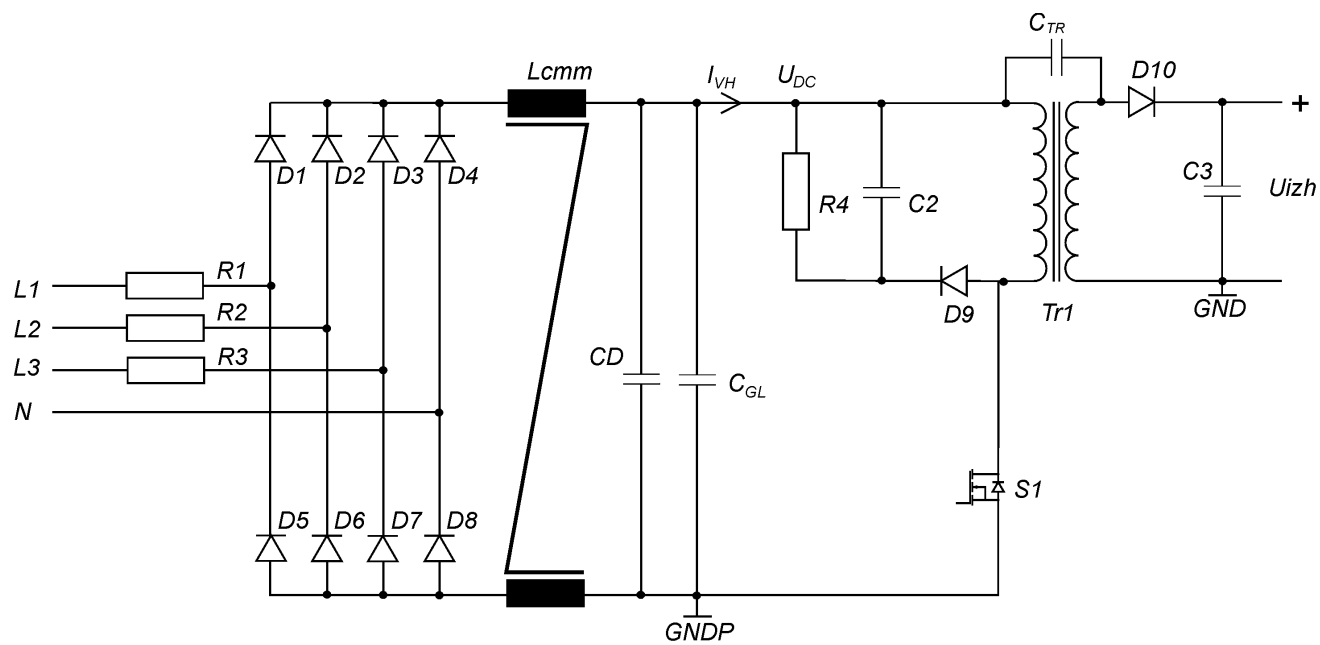 C_TR
Lcmm
I_VH
U_DC
D10
+
D1
D2
D3
D4
R4
C2
C3
Uizh
L1
R1
L2
R2
L3
R3
N
D9
Tr1
GND
CD
C_GL
S1
D5
D6
D7
D8
GNDP